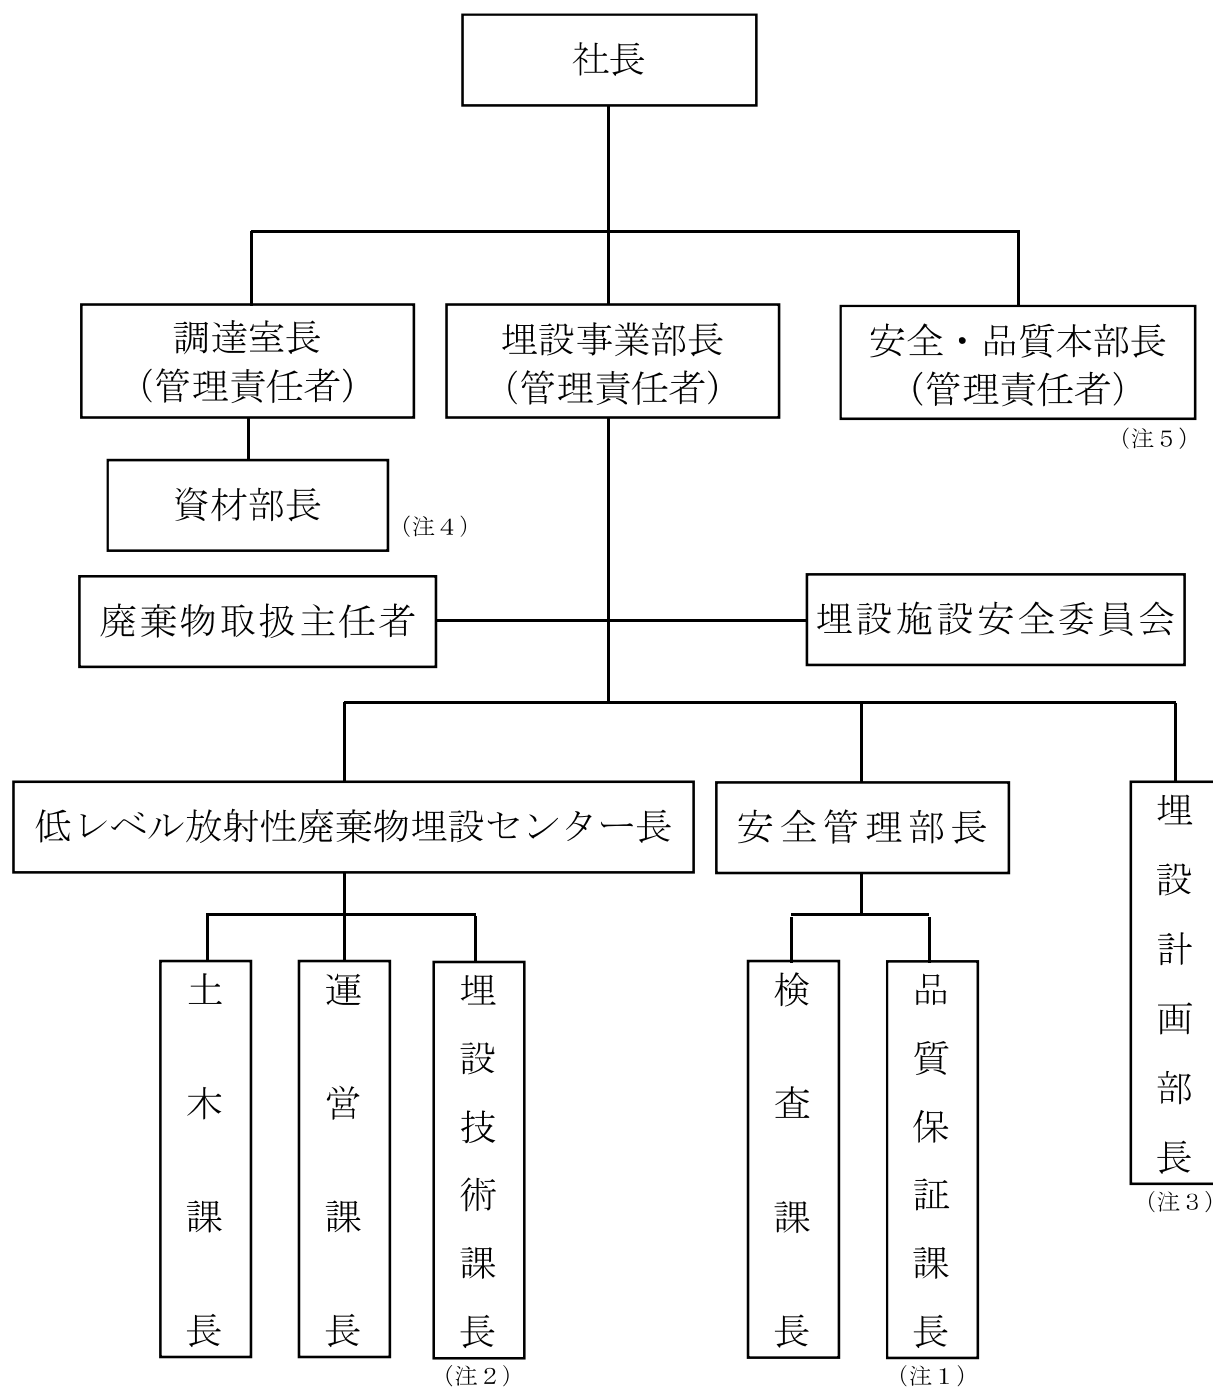 社長
調達室長
（管理責任者）
埋設事業部長
（管理責任者）
安全・品質本部長
（管理責任者）
（注５）
資材部長
（注４）
廃棄物取扱主任者
埋設施設安全委員会
低レベル放射性廃棄物埋設センター長
安全管理部長
埋設計画部長
（注３）
土木課長
運営課長
埋設技術課長
（注２）
検査課長
品質保証課長
（注１）